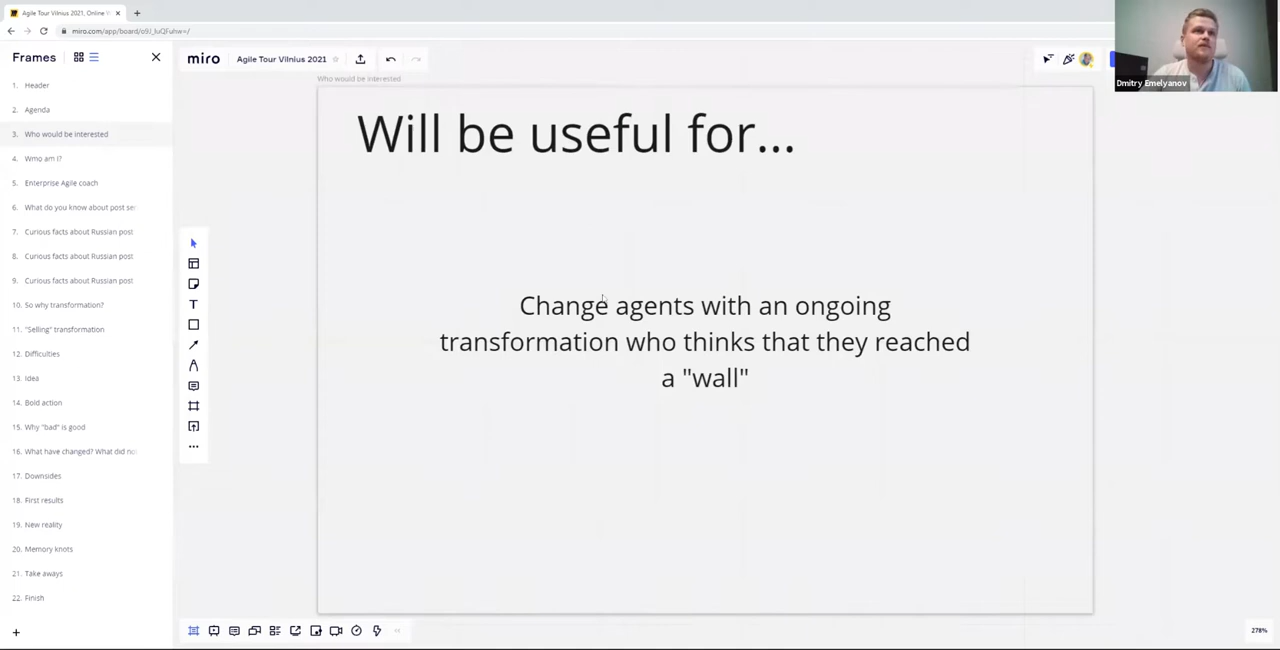 Agile Tour Vilnius 2021, Online V
miro.com/app/board/o9J_luQFuhw=/
Frames
miro
Agile Tour Vilnius 2021
Dmitry Emelyanov
1. Header
2. Agenda
3. Who would be interested
4. Who am I?
5. Enterprise Agile coach
6. What do you know about post ser
7. Curious facts about Russian post
8. Curious facts about Russian post
9. Curious facts about Russian post
10. So why transformation?
11. "Selling" transformation
12. Difficulties
13. Idea
14. Bold action
15. Why "bad" is good
16. What have changed? What did no
17. Downsides
18. First results
19. New reality
20. Memory knots
21. Take aways
22. Finish
Who would be interested
Will be useful for...
Change agents with an ongoing
transformation who thinks that they reached
a "wall"
278%